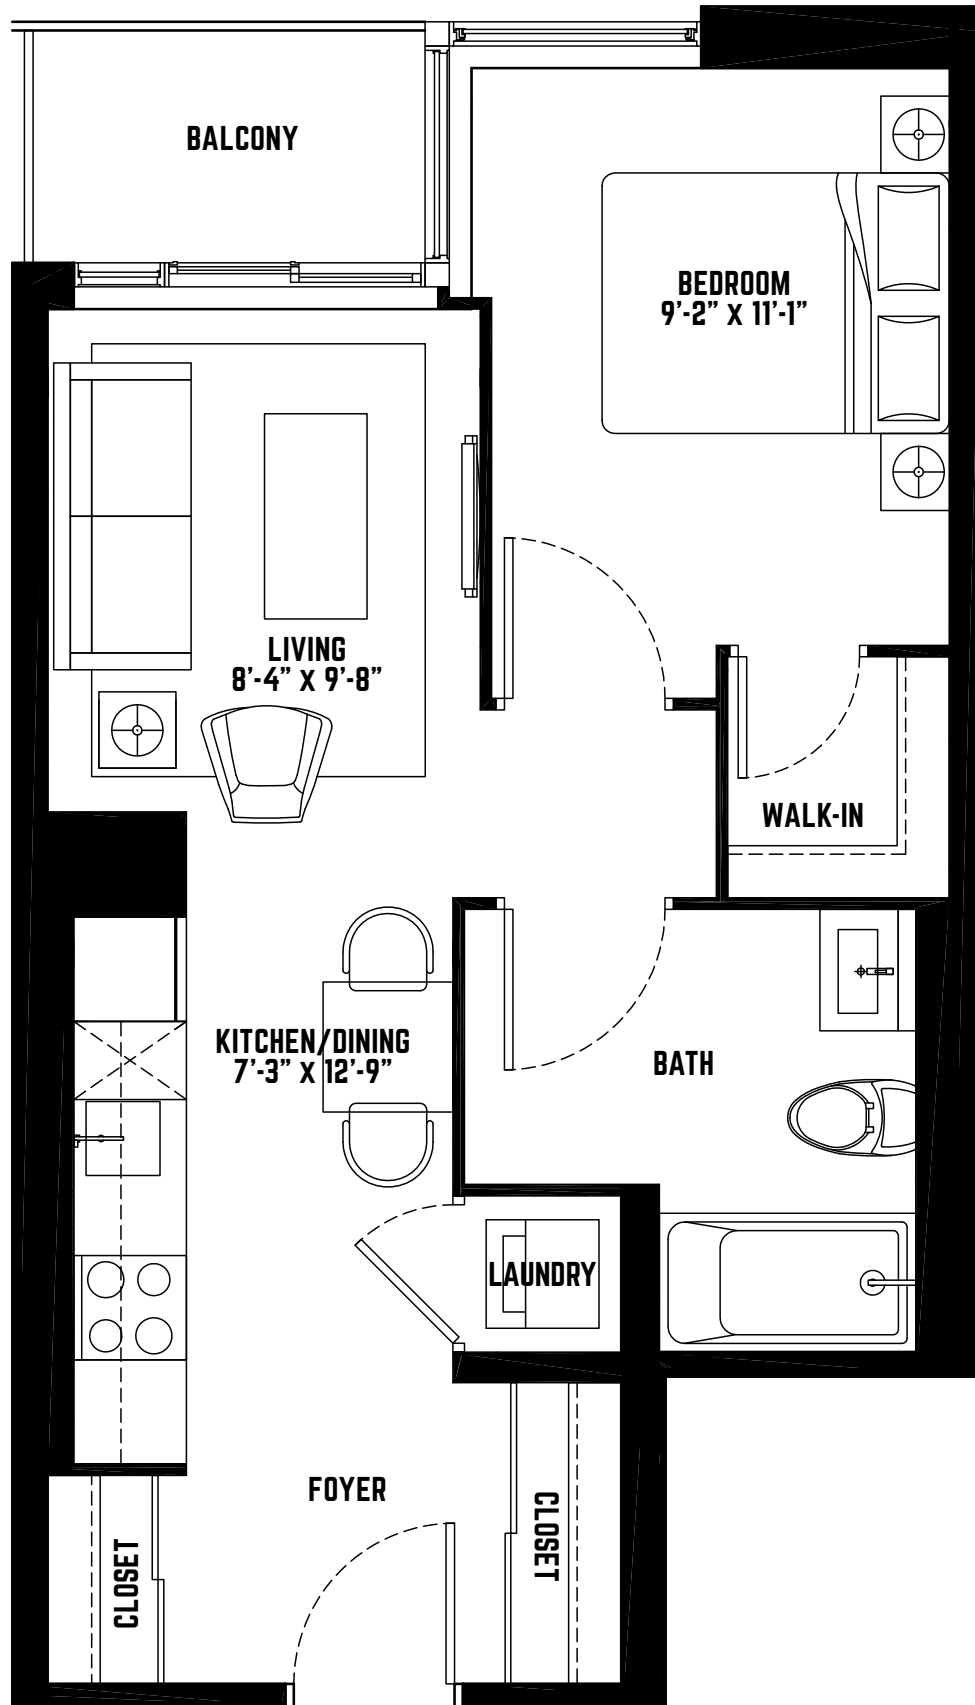 BALCONY
BEDROOM
9'-2" X 11'-1"
LIVING
8'-4" X 9'-8"
WALK-IN
KITCHEN/DINING
7'-3" X 12'-9"
BATH
LAUNDRY
FOYER
CLOSET
CLOSET